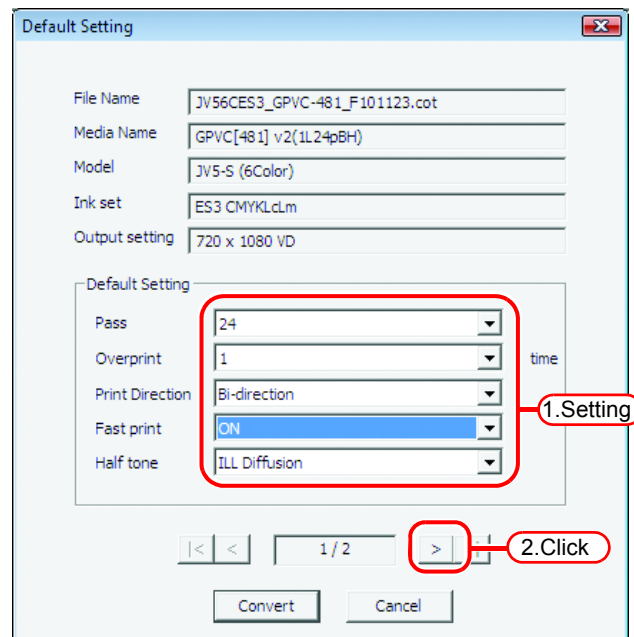 Default Setting
File Name JV56CES3_GPVC-481_F101123.cot
Media Name GPVC[481] v2(1L24pBH)
Model JV5-S (6Color)
Ink set ES3 CMYKLcLm
Output setting 720 x 1080 VD
Default Setting
Pass 24
Overprint 1 time
Print Direction Bi-direction
1.Setting
Fast print ON
Half tone ILL Diffusion
|< < 1 / 2 > 2.Click
Convert Cancel